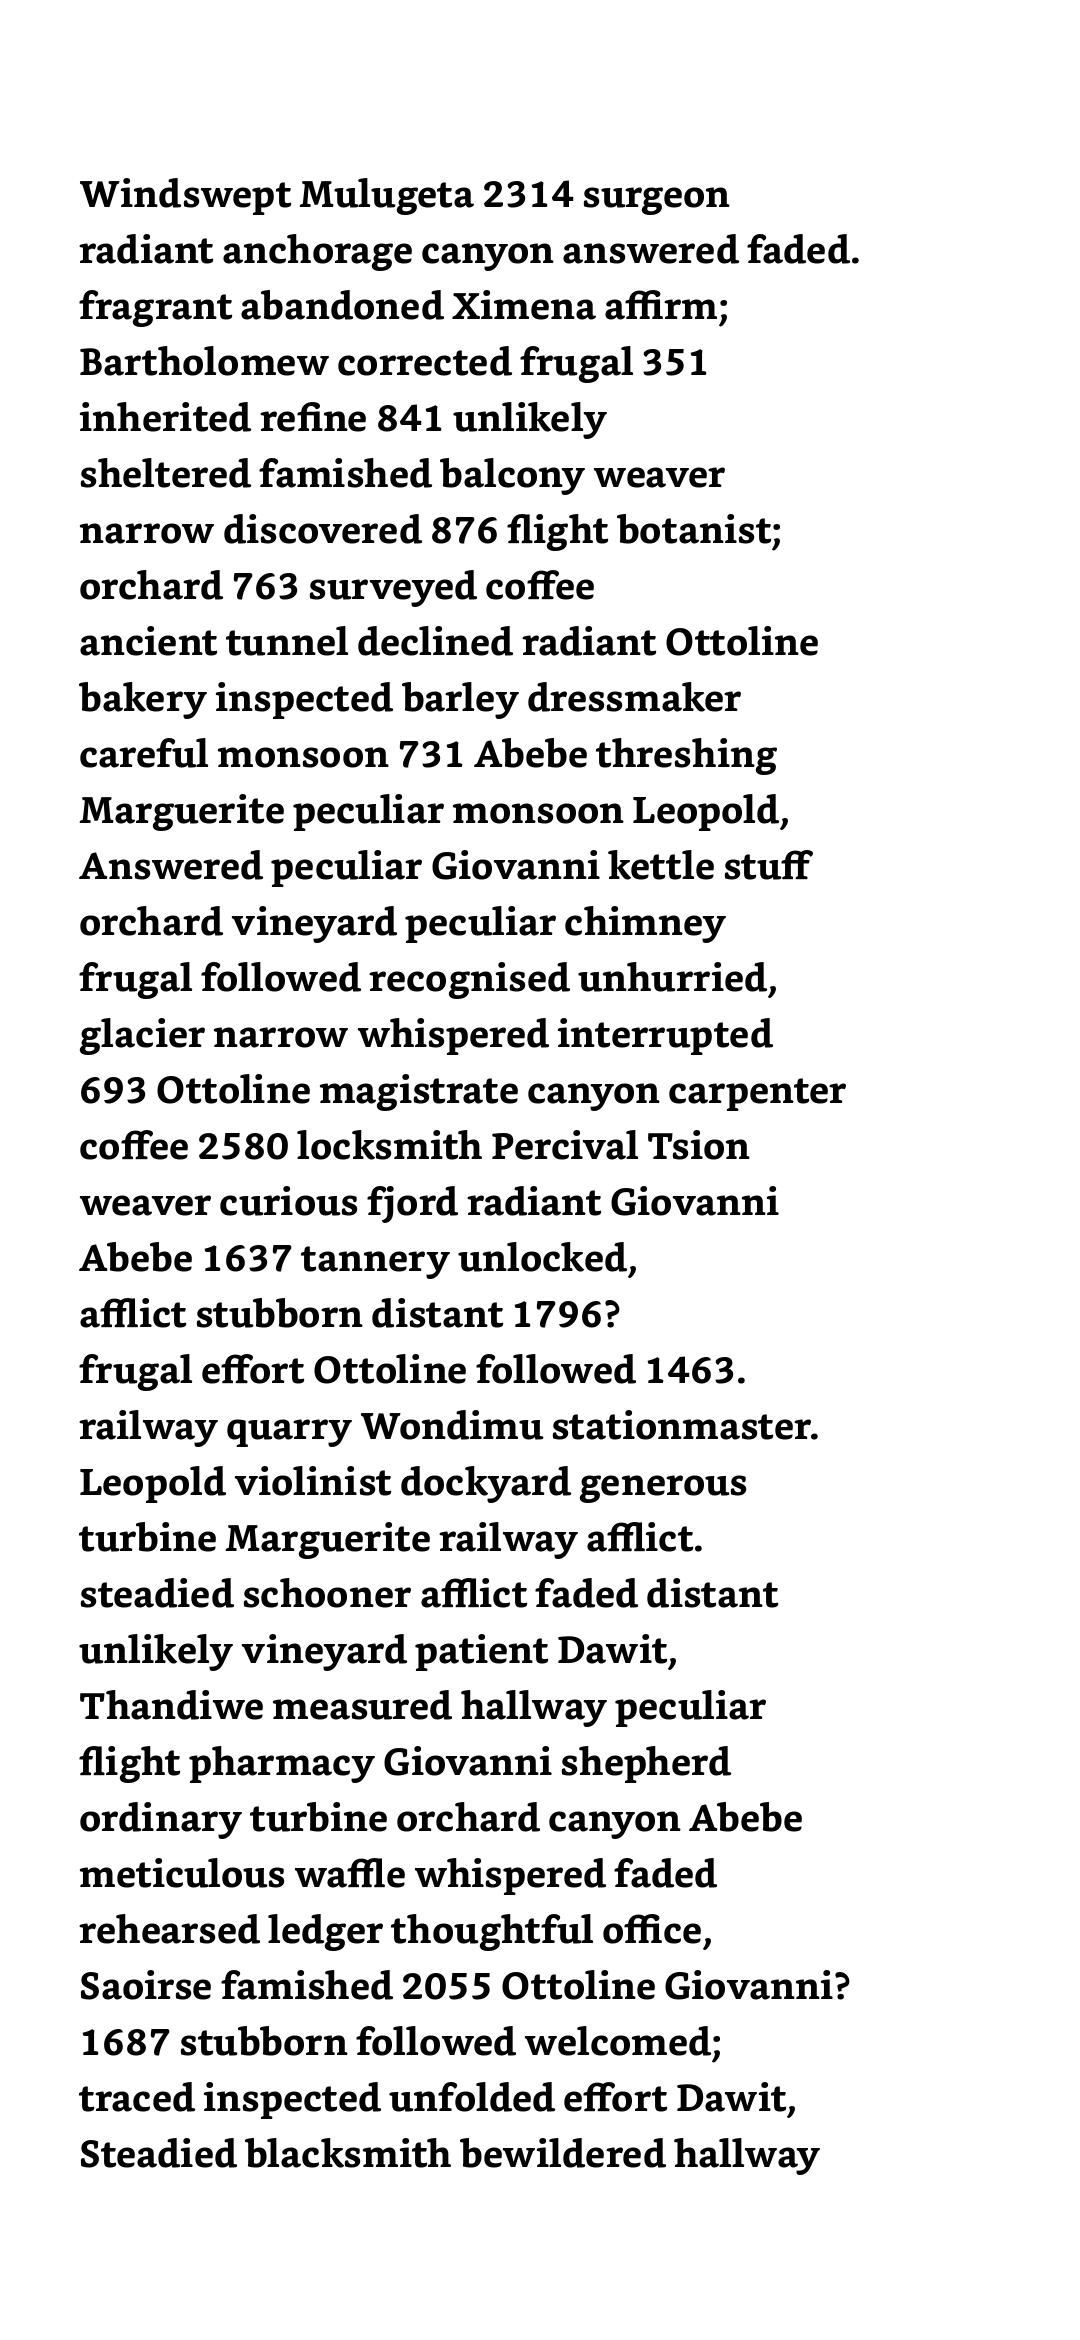 Windswept Mulugeta 2314 surgeon
radiant anchorage canyon answered faded.
fragrant abandoned Ximena affirm;
Bartholomew corrected frugal 351
inherited refine 841 unlikely
sheltered famished balcony weaver
narrow discovered 876 flight botanist;
orchard 763 surveyed coffee
ancient tunnel declined radiant Ottoline
bakery inspected barley dressmaker
careful monsoon 731 Abebe threshing
Marguerite peculiar monsoon Leopold,
Answered peculiar Giovanni kettle stuff
orchard vineyard peculiar chimney
frugal followed recognised unhurried,
glacier narrow whispered interrupted
693 Ottoline magistrate canyon carpenter
coffee 2580 locksmith Percival Tsion
weaver curious fjord radiant Giovanni
Abebe 1637 tannery unlocked,
afflict stubborn distant 1796?
frugal effort Ottoline followed 1463.
railway quarry Wondimu stationmaster.
Leopold violinist dockyard generous
turbine Marguerite railway afflict.
steadied schooner afflict faded distant
unlikely vineyard patient Dawit,
Thandiwe measured hallway peculiar
flight pharmacy Giovanni shepherd
ordinary turbine orchard canyon Abebe
meticulous waffle whispered faded
rehearsed ledger thoughtful office,
Saoirse famished 2055 Ottoline Giovanni?
1687 stubborn followed welcomed;
traced inspected unfolded effort Dawit,
Steadied blacksmith bewildered hallway